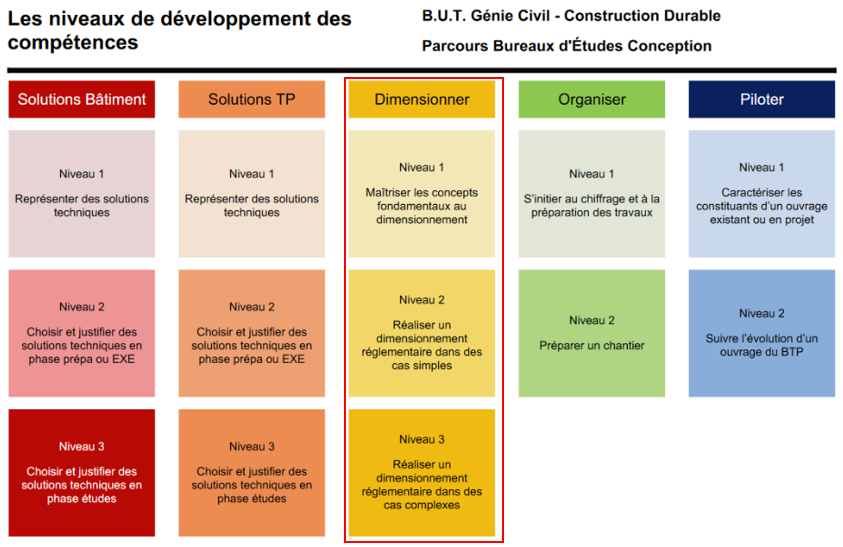 Les niveaux de développement des
compétences
B.U.T. Génie Civil - Construction Durable
Parcours Bureaux d'Études Conception
Solutions Bâtiment
Solutions TP
Dimensionner
Organiser
Piloter
Niveau 1
Représenter des solutions
techniques
Niveau 1
Représenter des solutions
techniques
Niveau 1
Maîtriser les concepts
fondamentaux au
dimensionnement
Niveau 1
S'initier au chiffrage et à la
préparation des travaux
Niveau 1
Caractériser les
constituants d'un ouvrage
existant ou en projet
Niveau 2
Choisir et justifier des
solutions techniques en
phase prépa ou EXE
Niveau 2
Choisir et justifier des
solutions techniques en
phase prépa ou EXE
Niveau 2
Réaliser un
dimensionnement
réglementaire dans des
cas simples
Niveau 2
Préparer un chantier
Niveau 2
Suivre l'évolution d'un
ouvrage du BTP
Niveau 3
Choisir et justifier des
solutions techniques en
phase études
Niveau 3
Choisir et justifier des
solutions techniques en
phase études
Niveau 3
Réaliser un
dimensionnement
réglementaire dans des
cas complexes